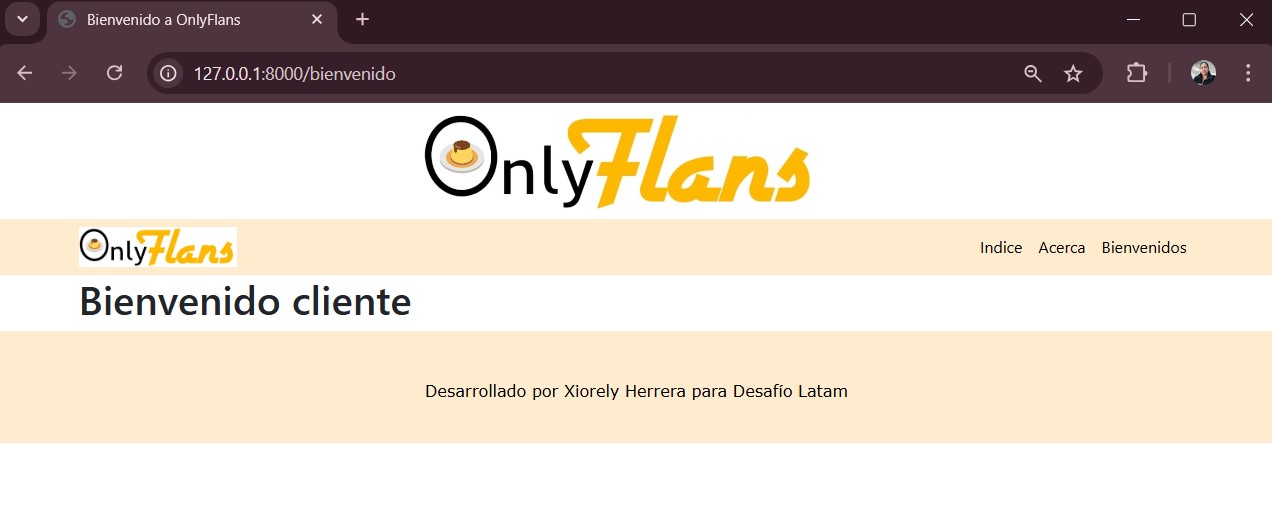 Bienvenido a OnlyFlans
127.0.0.1:8000/bienvenido
OnlyFlans
OnlyFlans
Indice Acerca Bienvenidos
Bienvenido cliente
Desarrollado por Xiorely Herrera para Desafío Latam